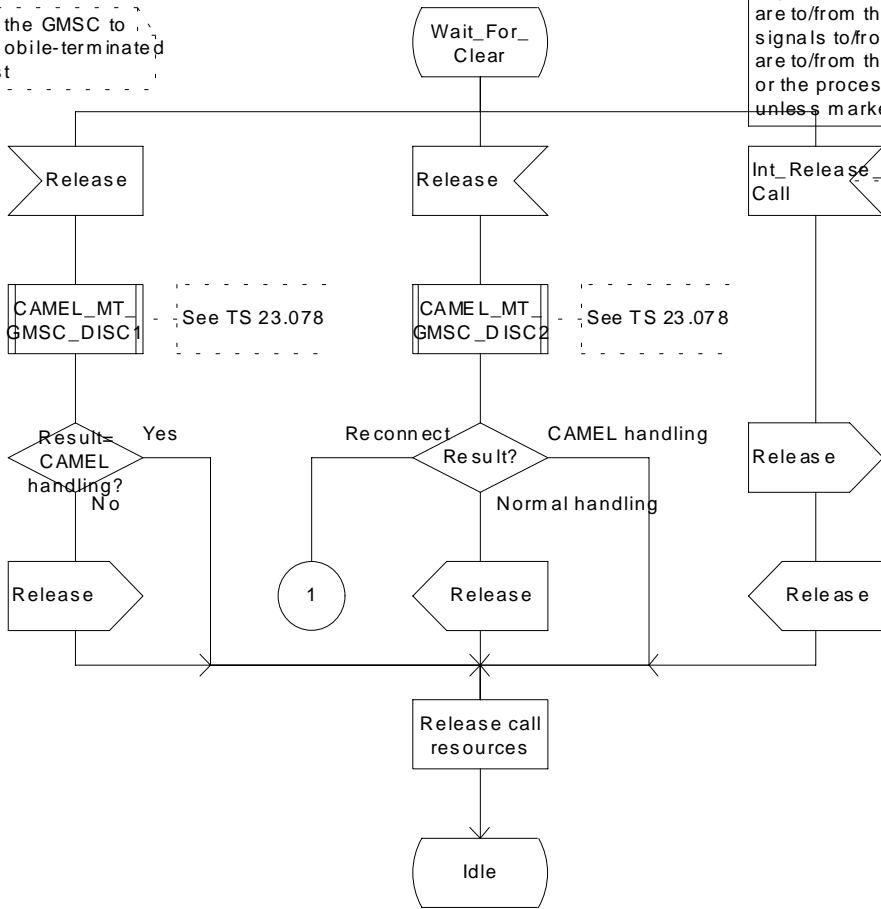 the GMSC to
obile-terminated
st
Wait_For_
Clear
are to/from th
signals to/fro
are to/from th
or the proces
unless marke
Release
Release
Int_Release_
Call
CAMEL_MT_
GMSC_DISC1
See TS 23.078
CAMEL_MT_
GMSC_DISC2
See TS 23.078
Result=
CAMEL
handling?
Yes
No
Reconnect
Result?
CAMEL handling
Normal handling
Release
Release
1
Release
Release
Release call
resources
Idle